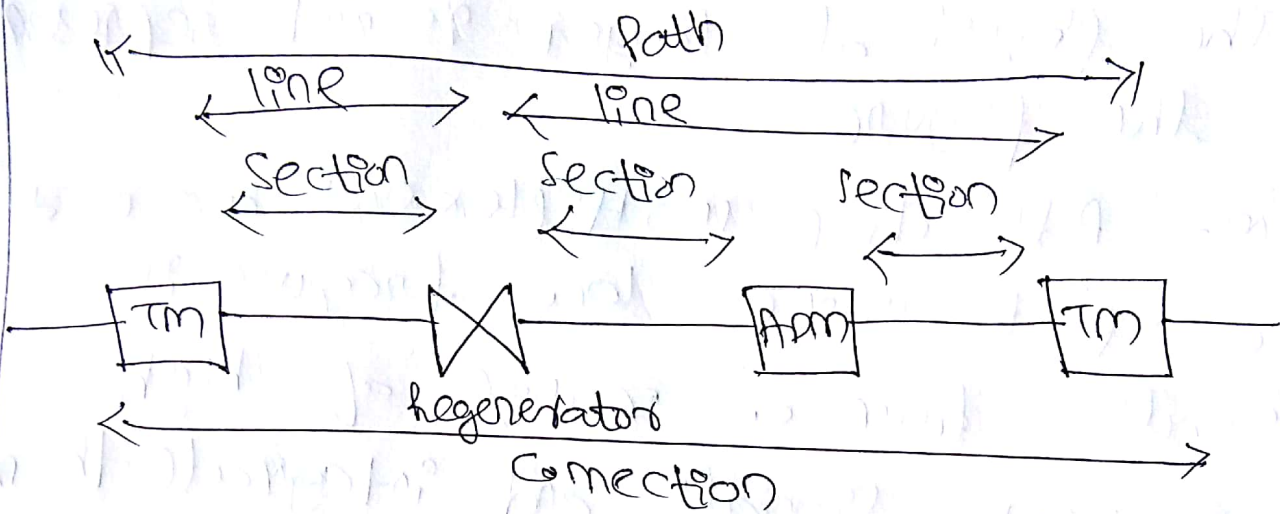 Path
line line
Section Section Section
TM ADM TM
Regenerator
Connection